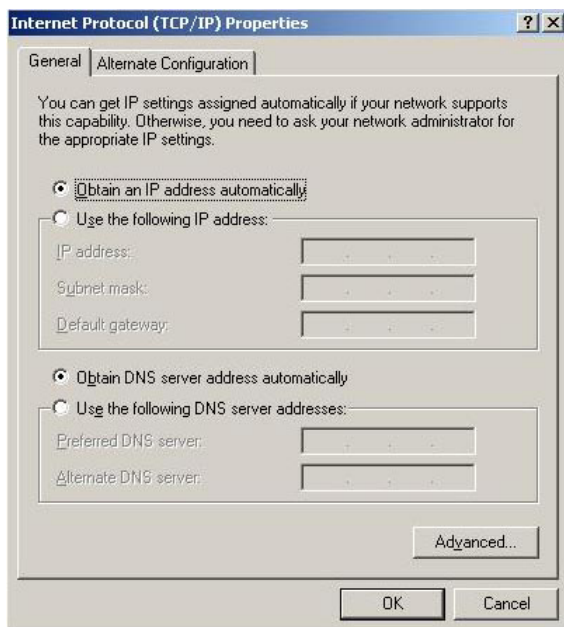 Internet Protocol (TCP/IP) Properties
General
Alternate Configuration
You can get IP settings assigned automatically if your network supports
this capability. Otherwise, you need to ask your network administrator for
the appropriate IP settings.
Obtain an IP address automatically
Use the following IP address:
IP address:
Subnet mask:
Default gateway:
Obtain DNS server address automatically
Use the following DNS server addresses:
Preferred DNS server:
Alternate DNS server:
Advanced...
OK
Cancel